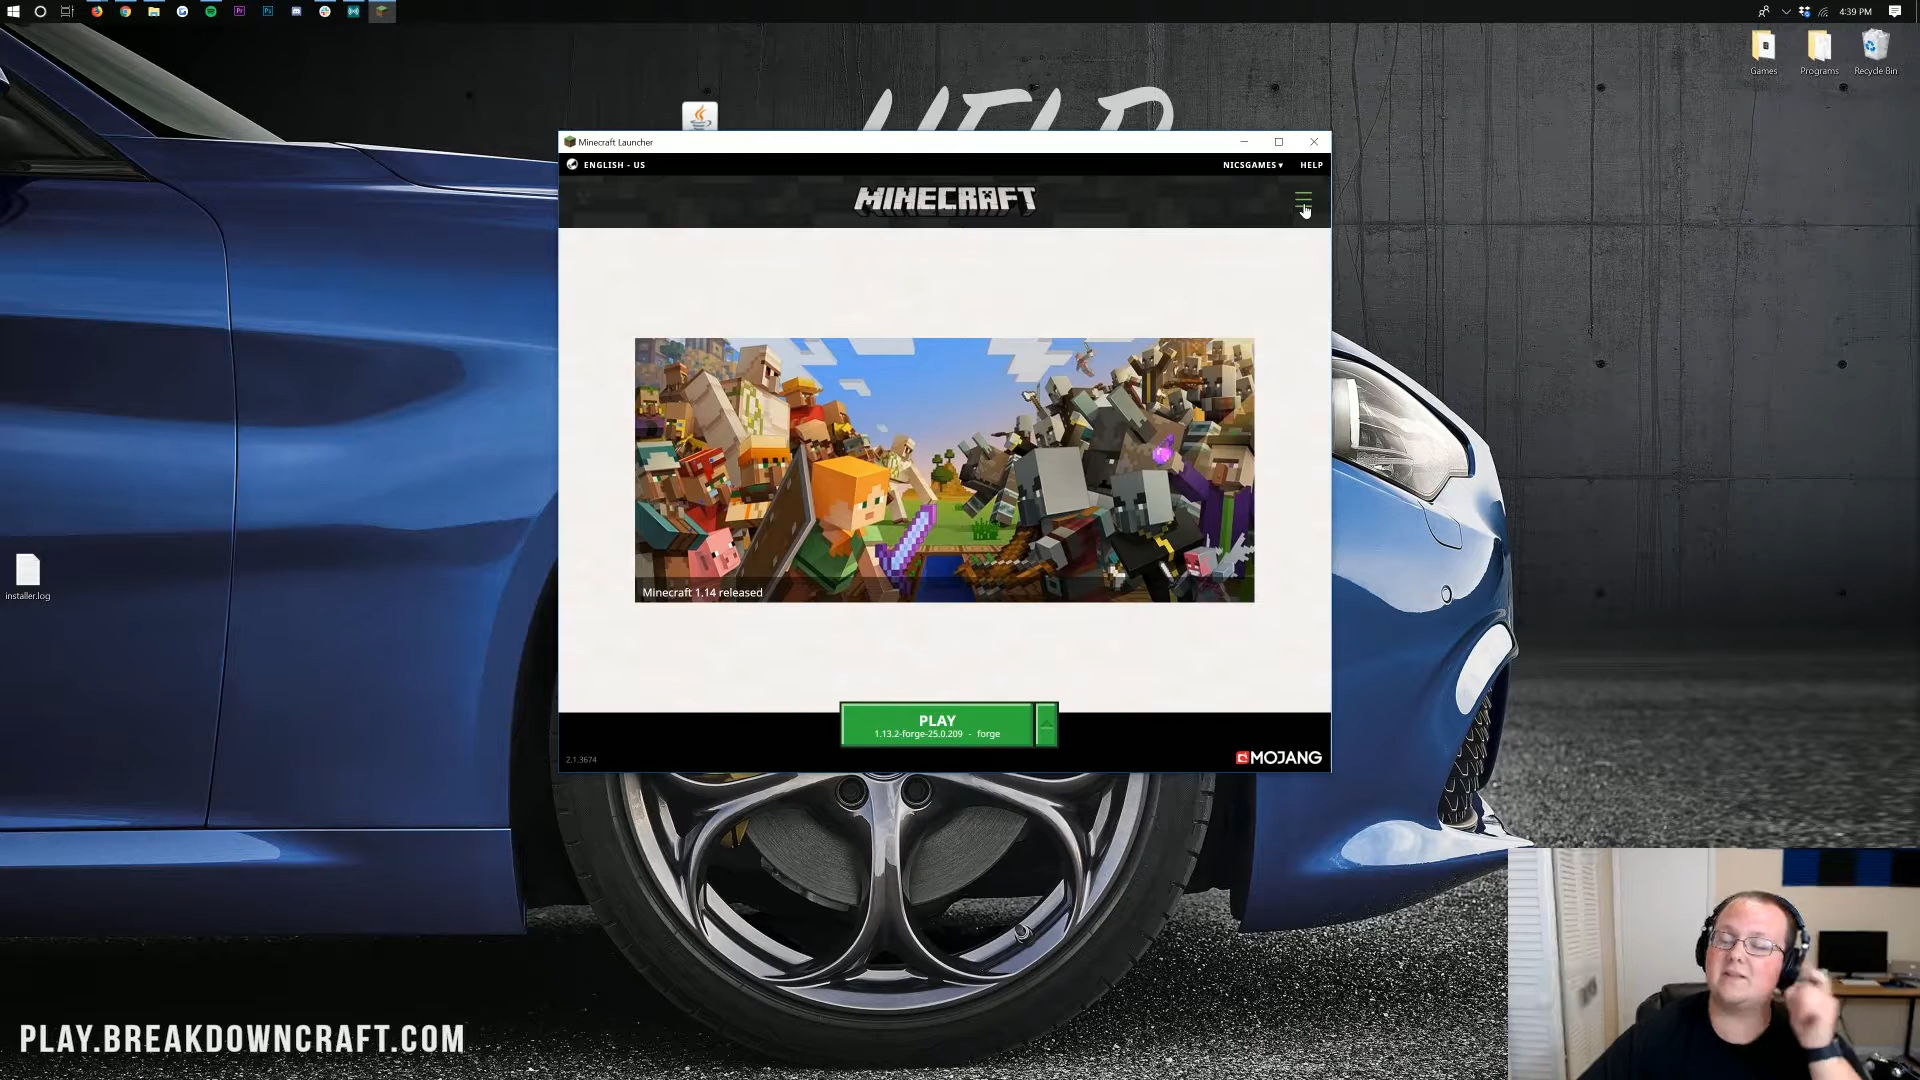 4:39 PM
Games
Programs
Recycle Bin
HELP
Minecraft Launcher
ENGLISH - US
NICSGAMES
HELP
MINECRAFT
Minecraft 1.14 released
installer.log
PLAY
1.13.2-forge-25.0.209 - forge
2.1.3674
MOJANG
PLAY.BREAKDOWNCRAFT.COM